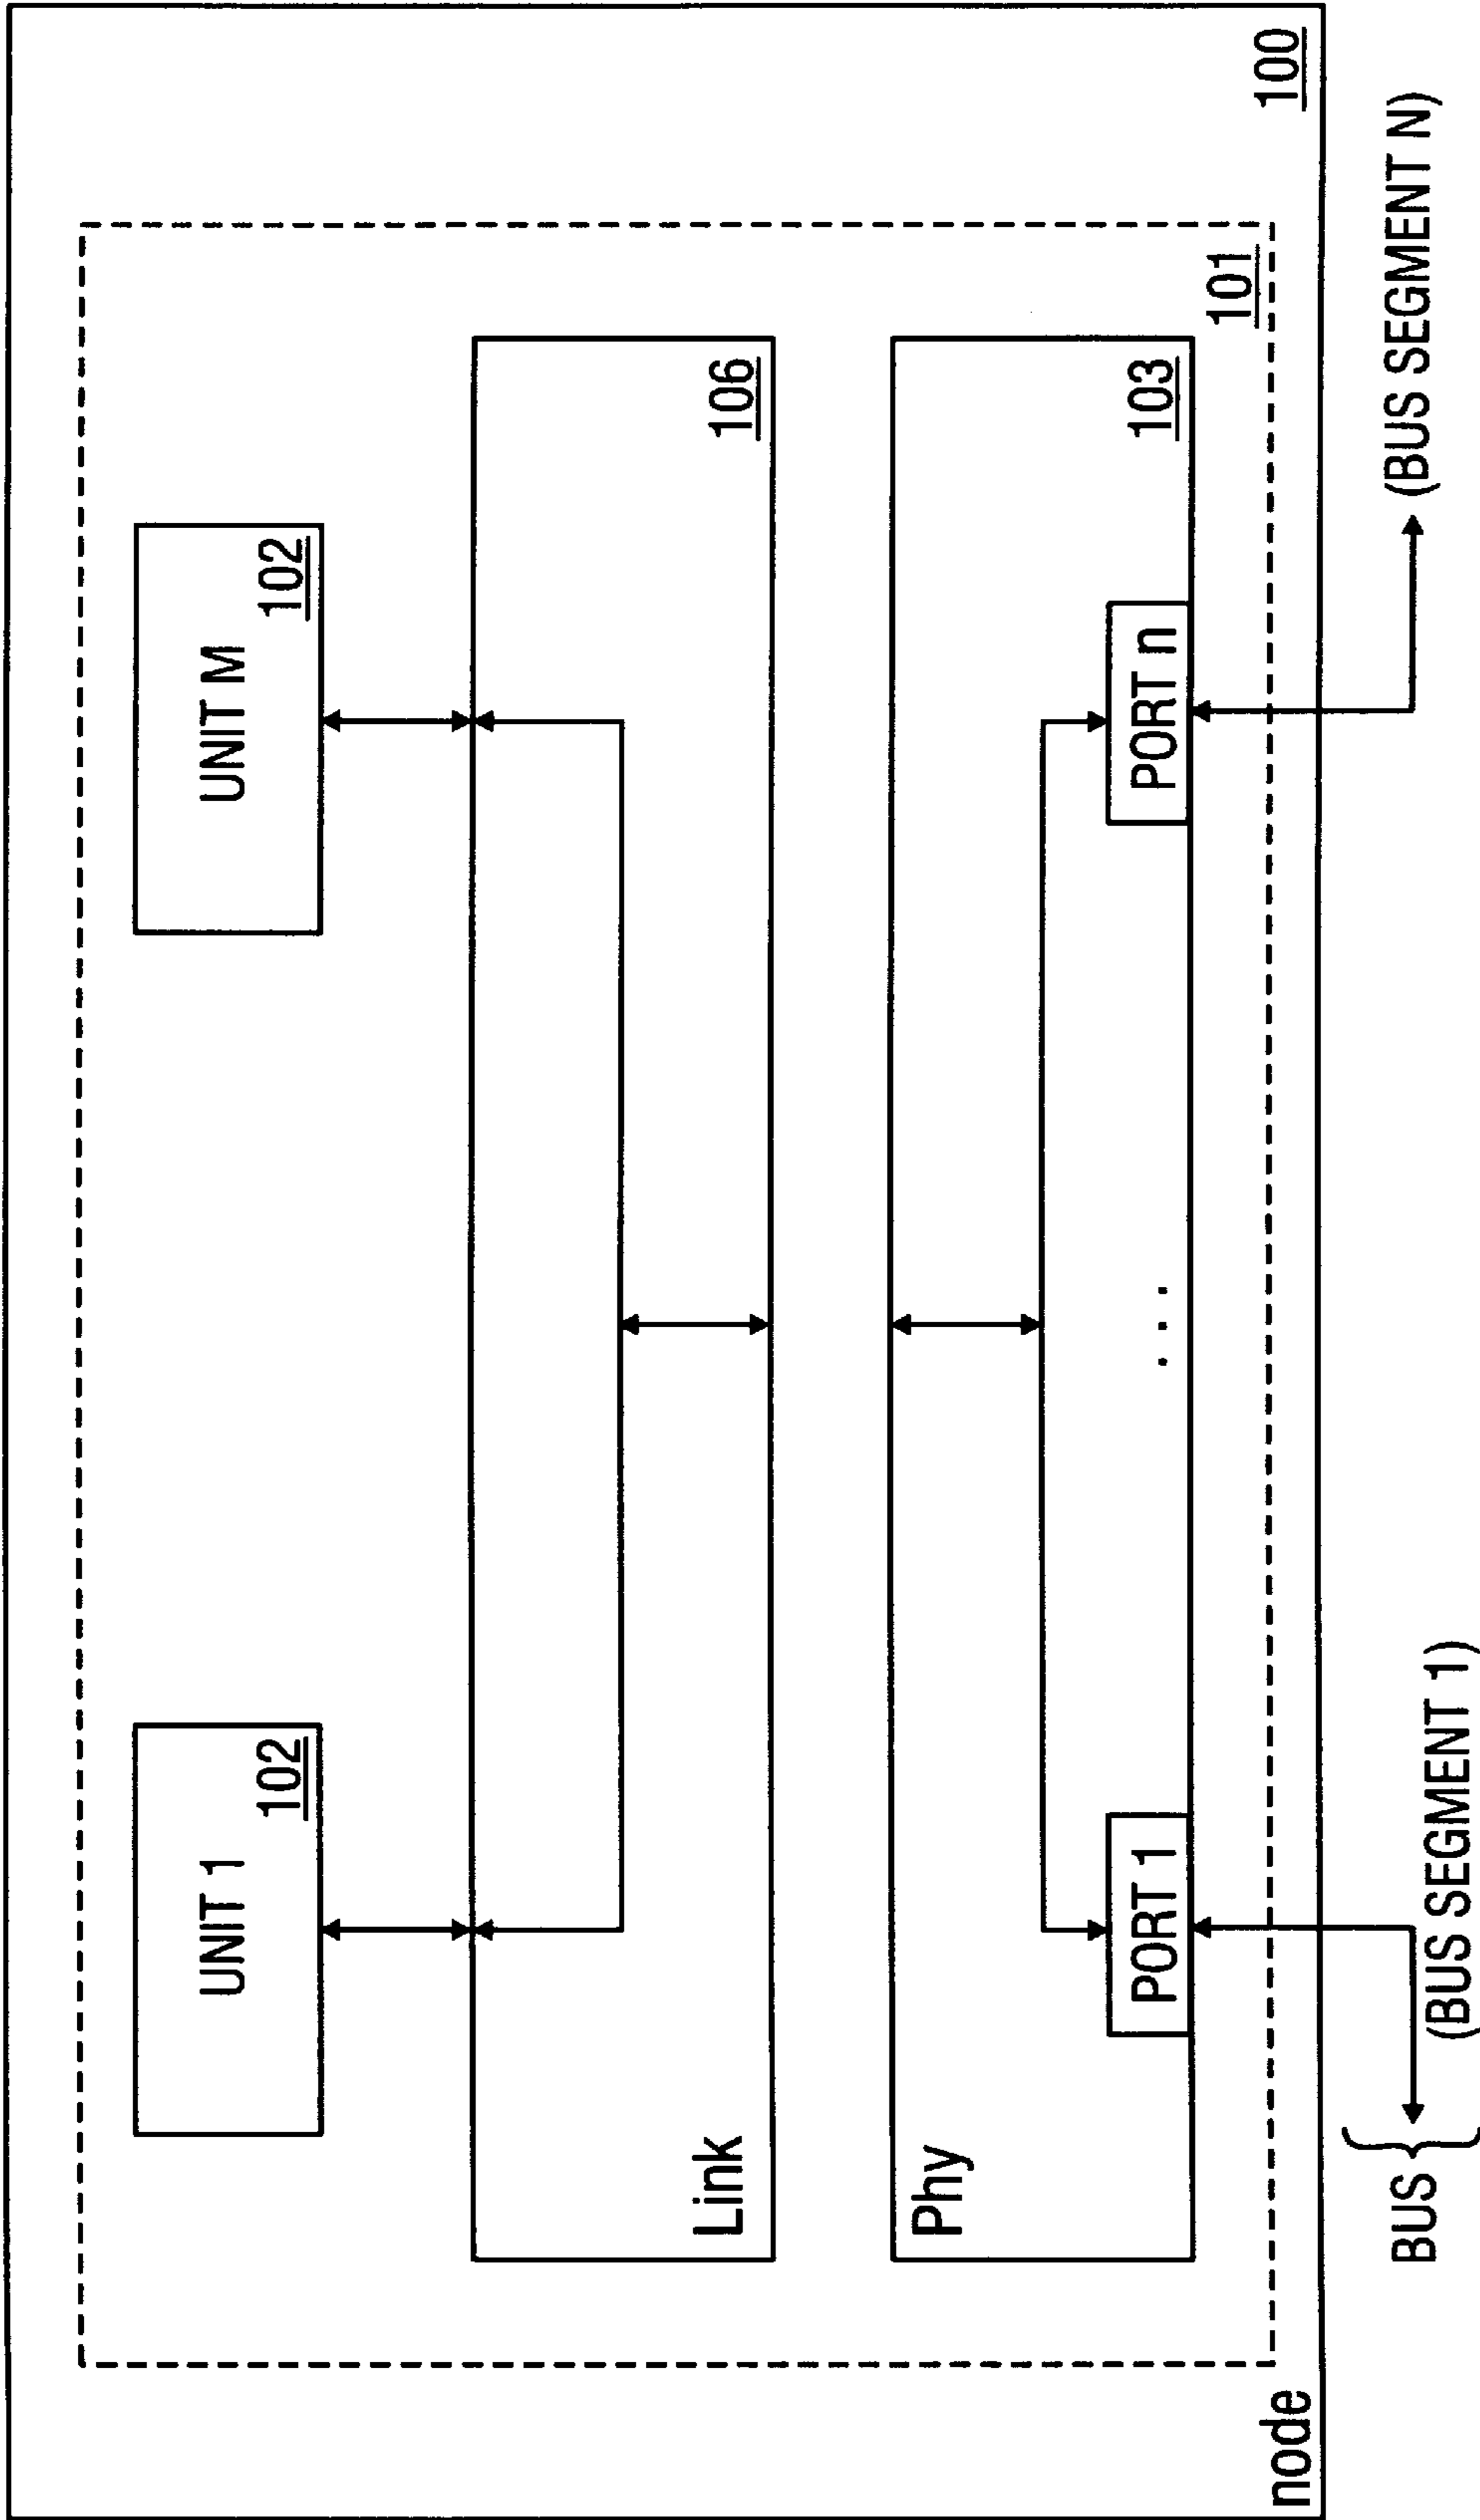 UNIT 1
102
UNIT M
102
Link
106
Phy
103
PORT 1
. . .
PORT n
101
node
100
BUS {
(BUS SEGMENT 1)
(BUS SEGMENT N)